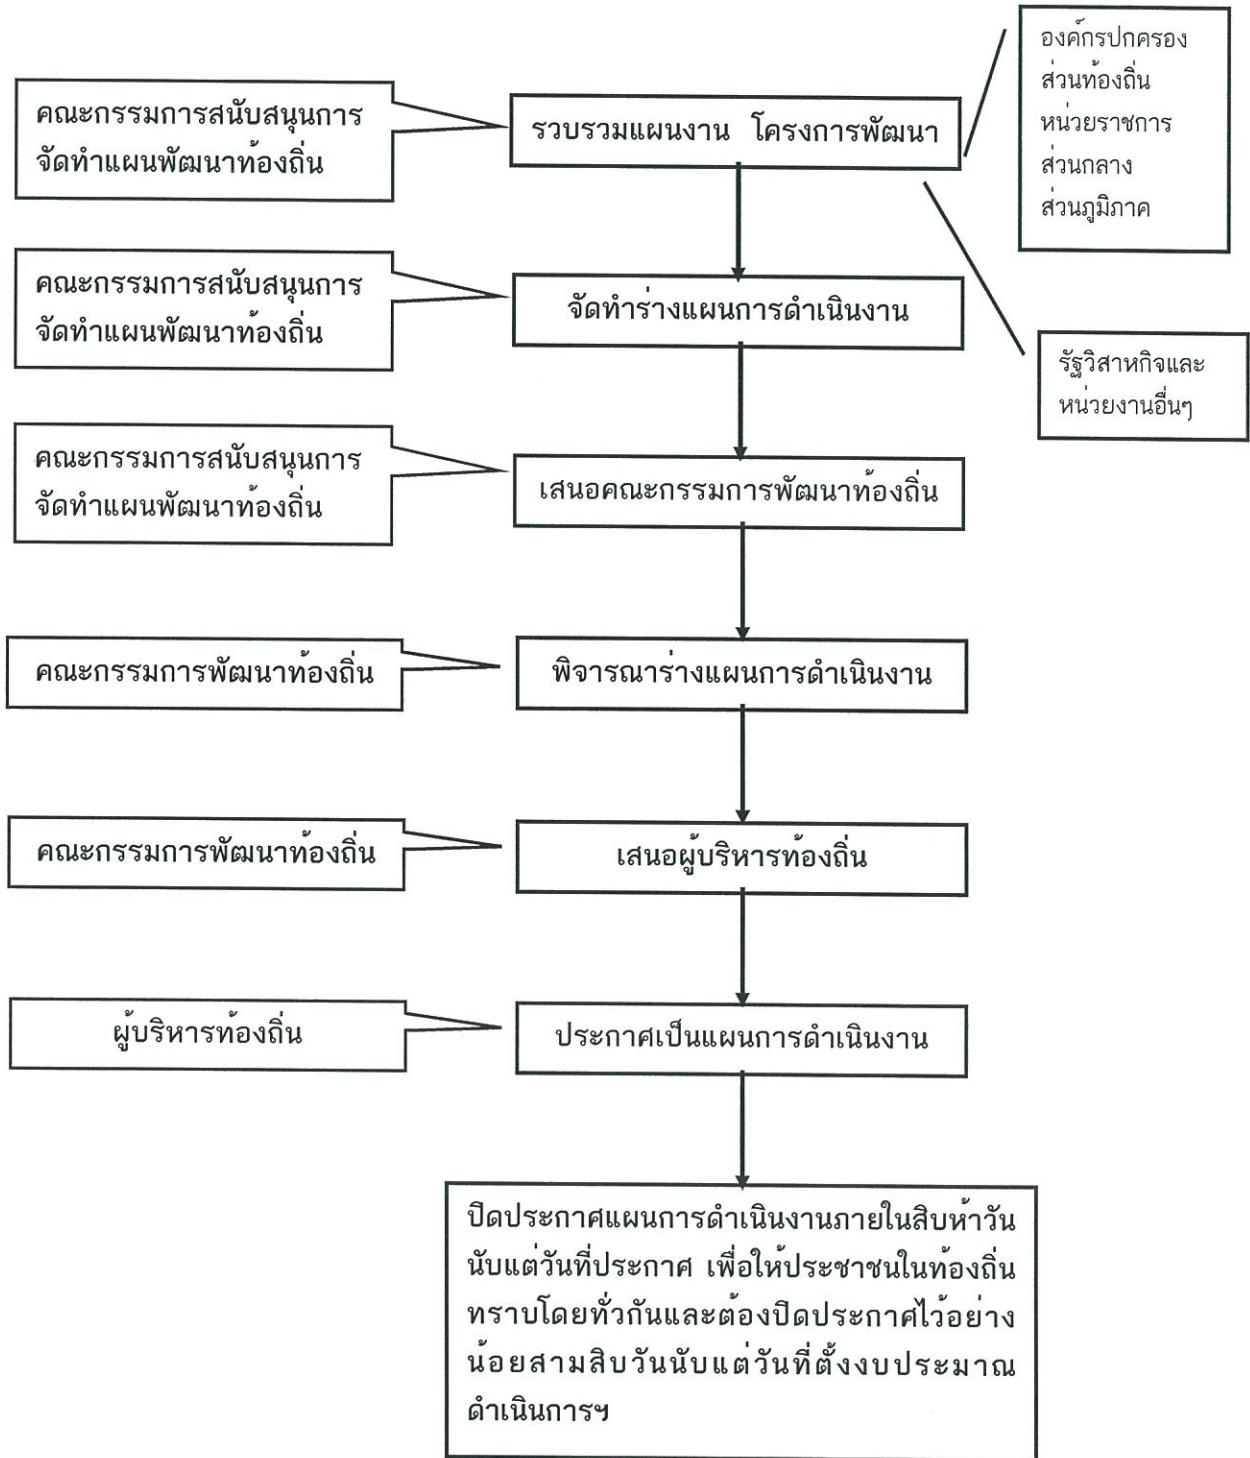 องค์กรปกครอง
ส่วนท้องถิ่น
หน่วยราชการ
ส่วนกลาง
ส่วนภูมิภาค
คณะกรรมการสนับสนุนการ
จัดทำแผนพัฒนาท้องถิ่น
รวบรวมแผนงาน โครงการพัฒนา
คณะกรรมการสนับสนุนการ
จัดทำแผนพัฒนาท้องถิ่น
จัดทำร่างแผนการดำเนินงาน
รัฐวิสาหกิจและ
หน่วยงานอื่นๆ
คณะกรรมการสนับสนุนการ
จัดทำแผนพัฒนาท้องถิ่น
เสนอคณะกรรมการพัฒนาท้องถิ่น
คณะกรรมการพัฒนาท้องถิ่น
พิจารณาร่างแผนการดำเนินงาน
คณะกรรมการพัฒนาท้องถิ่น
เสนอผู้บริหารท้องถิ่น
ผู้บริหารท้องถิ่น
ประกาศเป็นแผนการดำเนินงาน
ปิดประกาศแผนการดำเนินงานภายในสิบห้าวัน
นับแต่วันที่ประกาศ เพื่อให้ประชาชนในท้องถิ่น
ทราบโดยทั่วกันและต้องปิดประกาศไว้อย่าง
น้อยสามสิบวันนับแต่วันที่ตั้งงบประมาณ
ดำเนินการฯ